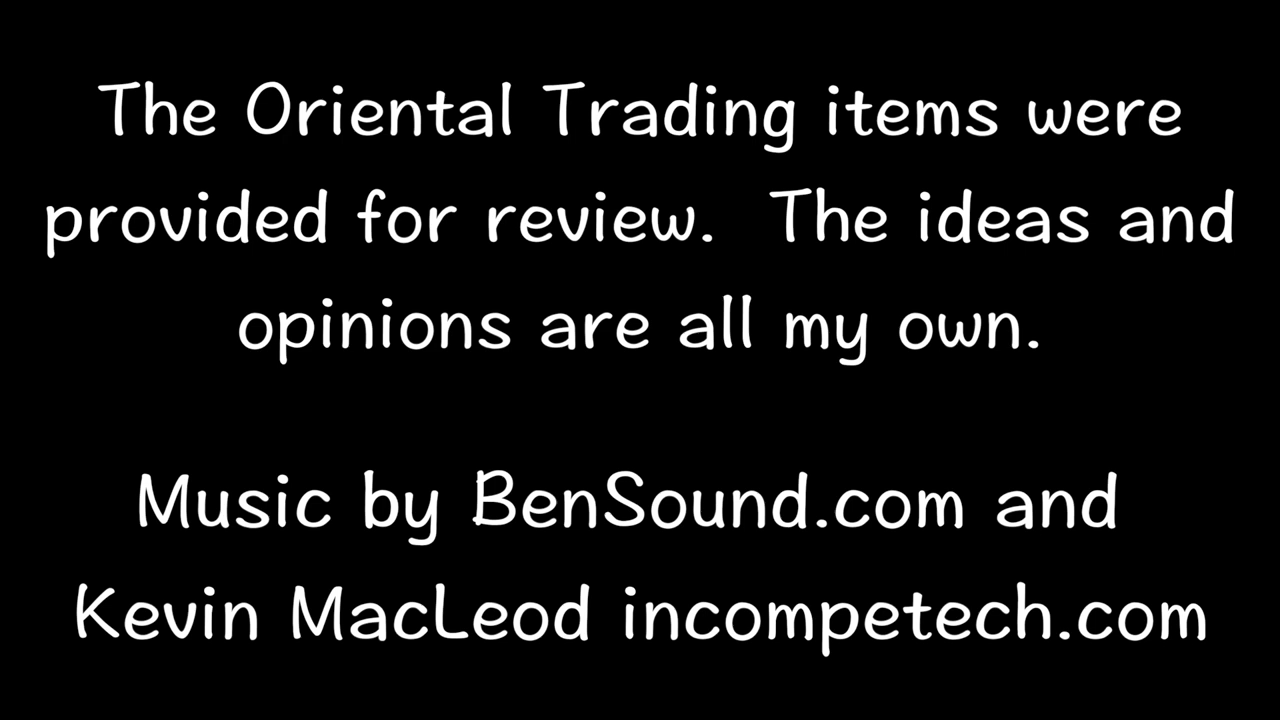 The Oriental Trading items were
provided for review.  The ideas and
opinions are all my own.
Music by BenSound.com and
Kevin MacLeod incompetech.com